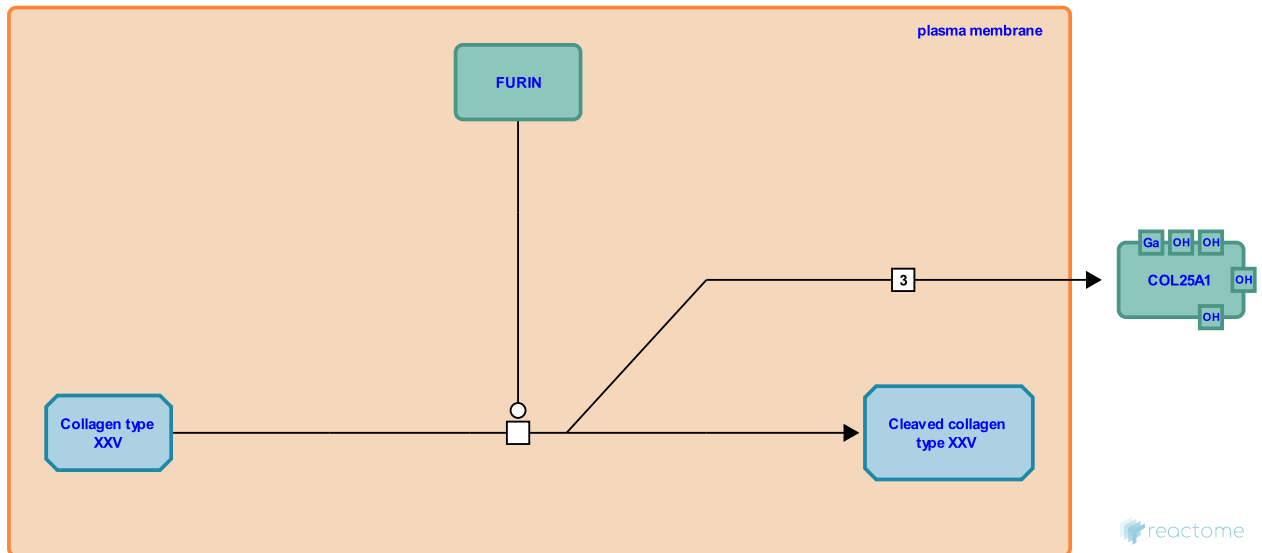 plasma membrane
FURIN
Ga
OH
OH
3
COL25A1
OH
OH
Collagen type
XXV
Cleaved collagen
type XXV
reactome